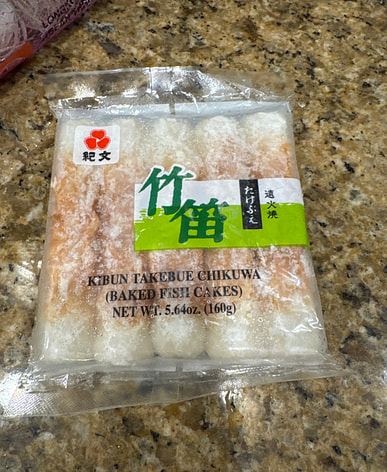 LONGKO
紀文
竹笛
たけぶえ
遠火焼
KIBUN TAKEBUE CHIKUWA
(BAKED FISH CAKES)
NET WT. 5.64oz. (160g)